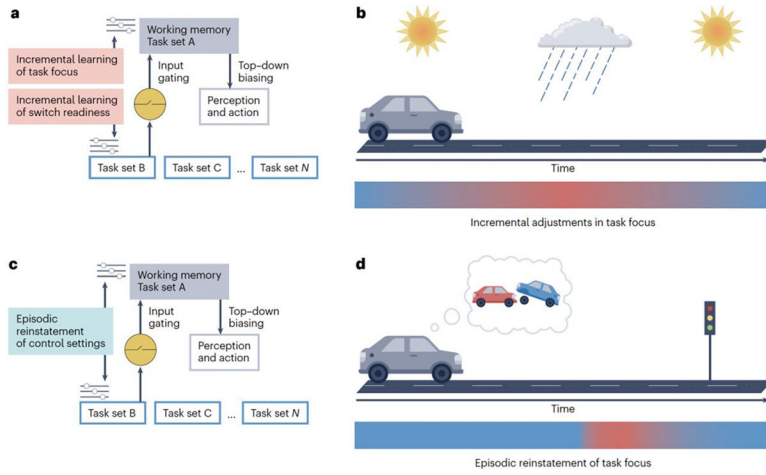 a
Working memory
Task set A
Incremental learning
of task focus
Input
gating
Top–down
biasing
Incremental learning
of switch readiness
Perception
and action
Task set B
Task set C
...
Task set N
b
Time
Incremental adjustments in task focus
c
Working memory
Task set A
Episodic
reinstatement
of control settings
Input
gating
Top–down
biasing
Perception
and action
Task set B
Task set C
...
Task set N
d
Time
Episodic reinstatement of task focus